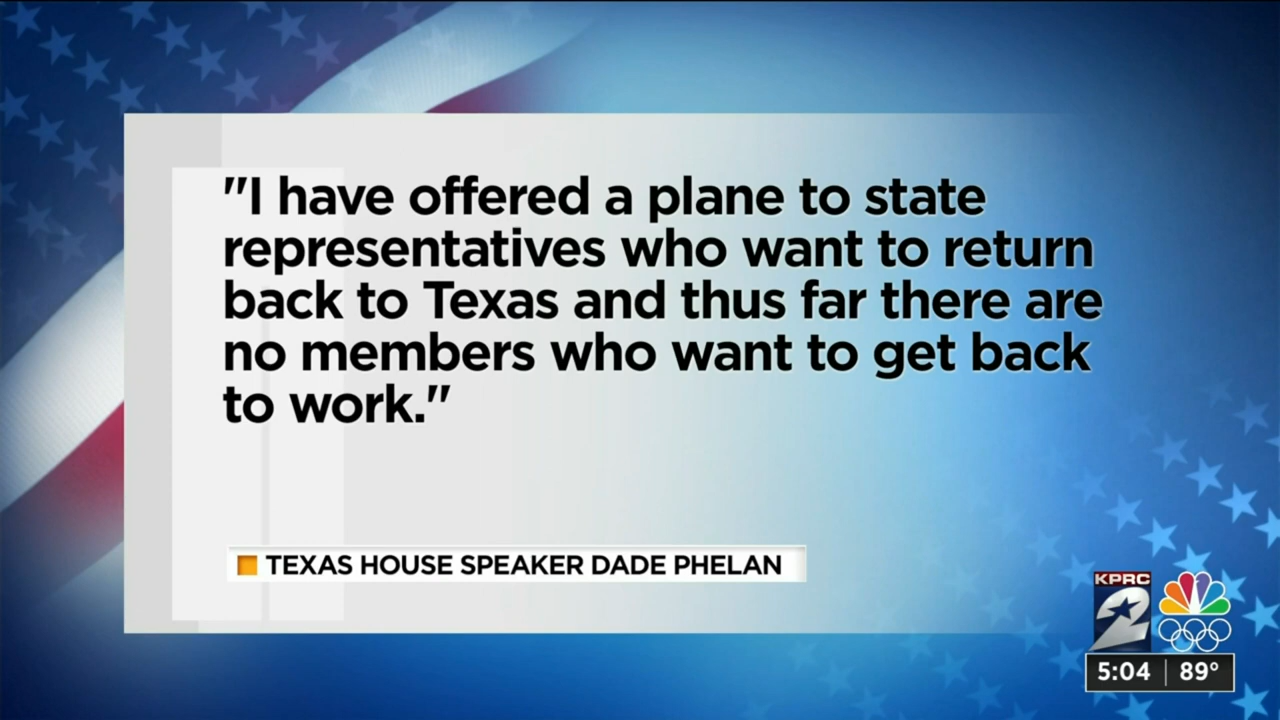 "I have offered a plane to state
representatives who want to return
back to Texas and thus far there are
no members who want to get back
to work."
TEXAS HOUSE SPEAKER DADE PHELAN
KPRC
2
5:04 | 89°